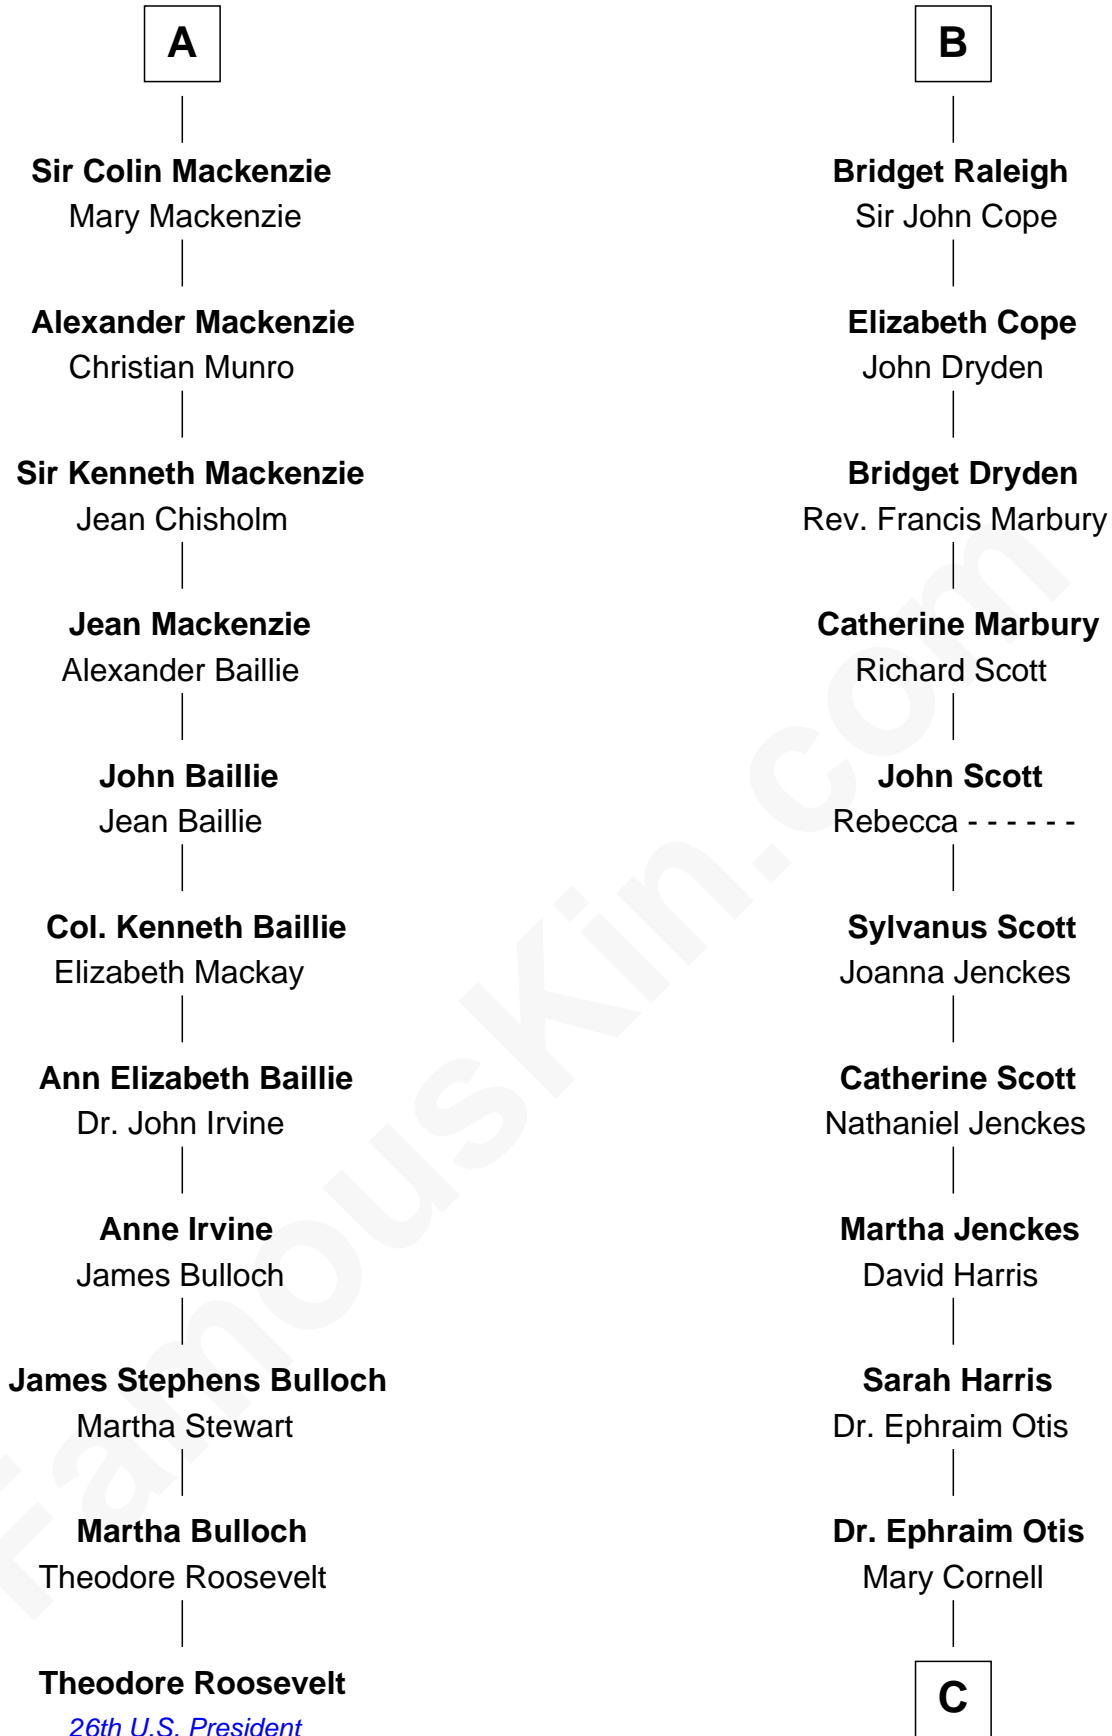 A
Sir Colin Mackenzie
Mary Mackenzie
Alexander Mackenzie
Christian Munro
Sir Kenneth Mackenzie
Jean Chisholm
Jean Mackenzie
Alexander Baillie
John Baillie
Jean Baillie
Col. Kenneth Baillie
Elizabeth Mackay
Ann Elizabeth Baillie
Dr. John Irvine
Anne Irvine
James Bulloch
James Stephens Bulloch
Martha Stewart
Martha Bulloch
Theodore Roosevelt
Theodore Roosevelt
26th U.S. President
B
Bridget Raleigh
Sir John Cope
Elizabeth Cope
John Dryden
Bridget Dryden
Rev. Francis Marbury
Catherine Marbury
Richard Scott
John Scott
Rebecca - - - - - -
Sylvanus Scott
Joanna Jenckes
Catherine Scott
Nathaniel Jenckes
Martha Jenckes
David Harris
Sarah Harris
Dr. Ephraim Otis
Dr. Ephraim Otis
Mary Cornell
C
FamousKin.com